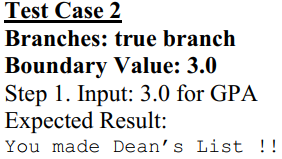 Test Case 2
Branches: true branch
Boundary Value: 3.0
Step 1. Input: 3.0 for GPA
Expected Result:
You made Dean’s List !!